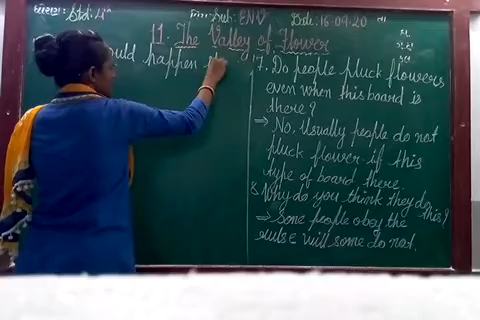 Std: Sub: ENV Dt: 16-09-20
11. The Valley of Flower
ould happen
7. Do people pluck flowers
even when this board is
there?
⇒ No, Usually people do not
pluck flower if this
type of board there.
8. Why do you think they do this?
⇒ Some people obey the
rules & will some do not.